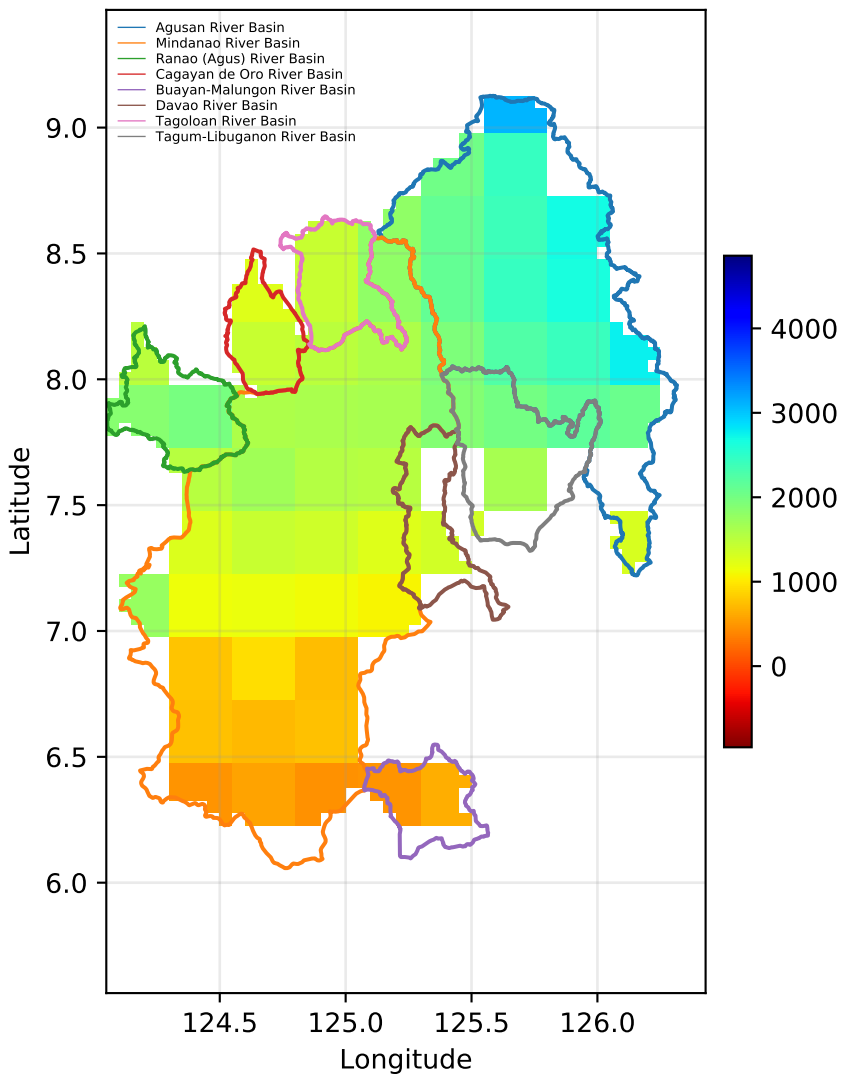 Agusan River Basin
Mindanao River Basin
Ranao (Agus) River Basin
Cagayan de Oro River Basin
Buayan-Malungon River Basin
Davao River Basin
Tagoloan River Basin
Tagum-Libuganon River Basin
9.0
8.5
8.0
7.5
7.0
6.5
6.0
Latitude
124.5 125.0 125.5 126.0
Longitude
4000
3000
2000
1000
0